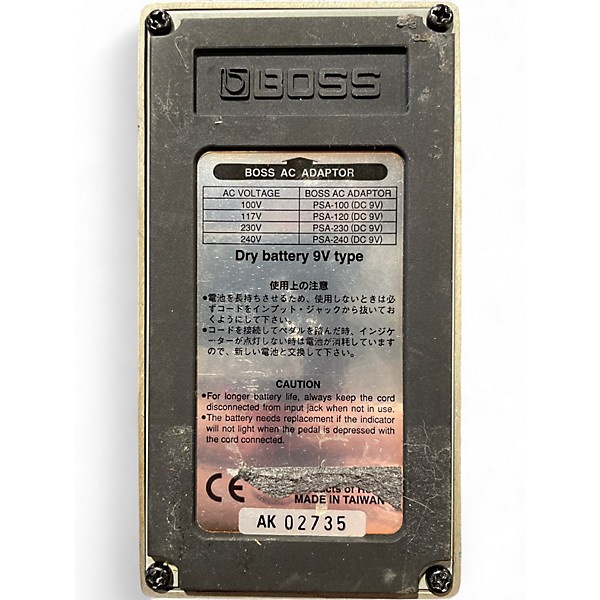 BOSS
BOSS AC ADAPTOR
AC VOLTAGE BOSS AC ADAPTOR
100V PSA-100 (DC 9V)
117V PSA-120 (DC 9V)
230V PSA-230 (DC 9V)
240V PSA-240 (DC 9V)
Dry battery 9V type
使用上の注意
●電池を長持ちさせるため、使用しないときは必
ずコードをインプット・ジャックから抜いてお
くようにして下さい。
●コードを接続してペダルを踏んだ時、インジケ
ーターが点灯しない時は電池が消耗しています
ので、新しい電池と交換して下さい。
CAUTION
●For longer battery life, always keep the cord
disconnected from input jack when not in use.
●The battery needs replacement if the indicator
will not light when the pedal is depressed with
the cord connected.
CE
of
MADE IN TAIWAN
AK 02735